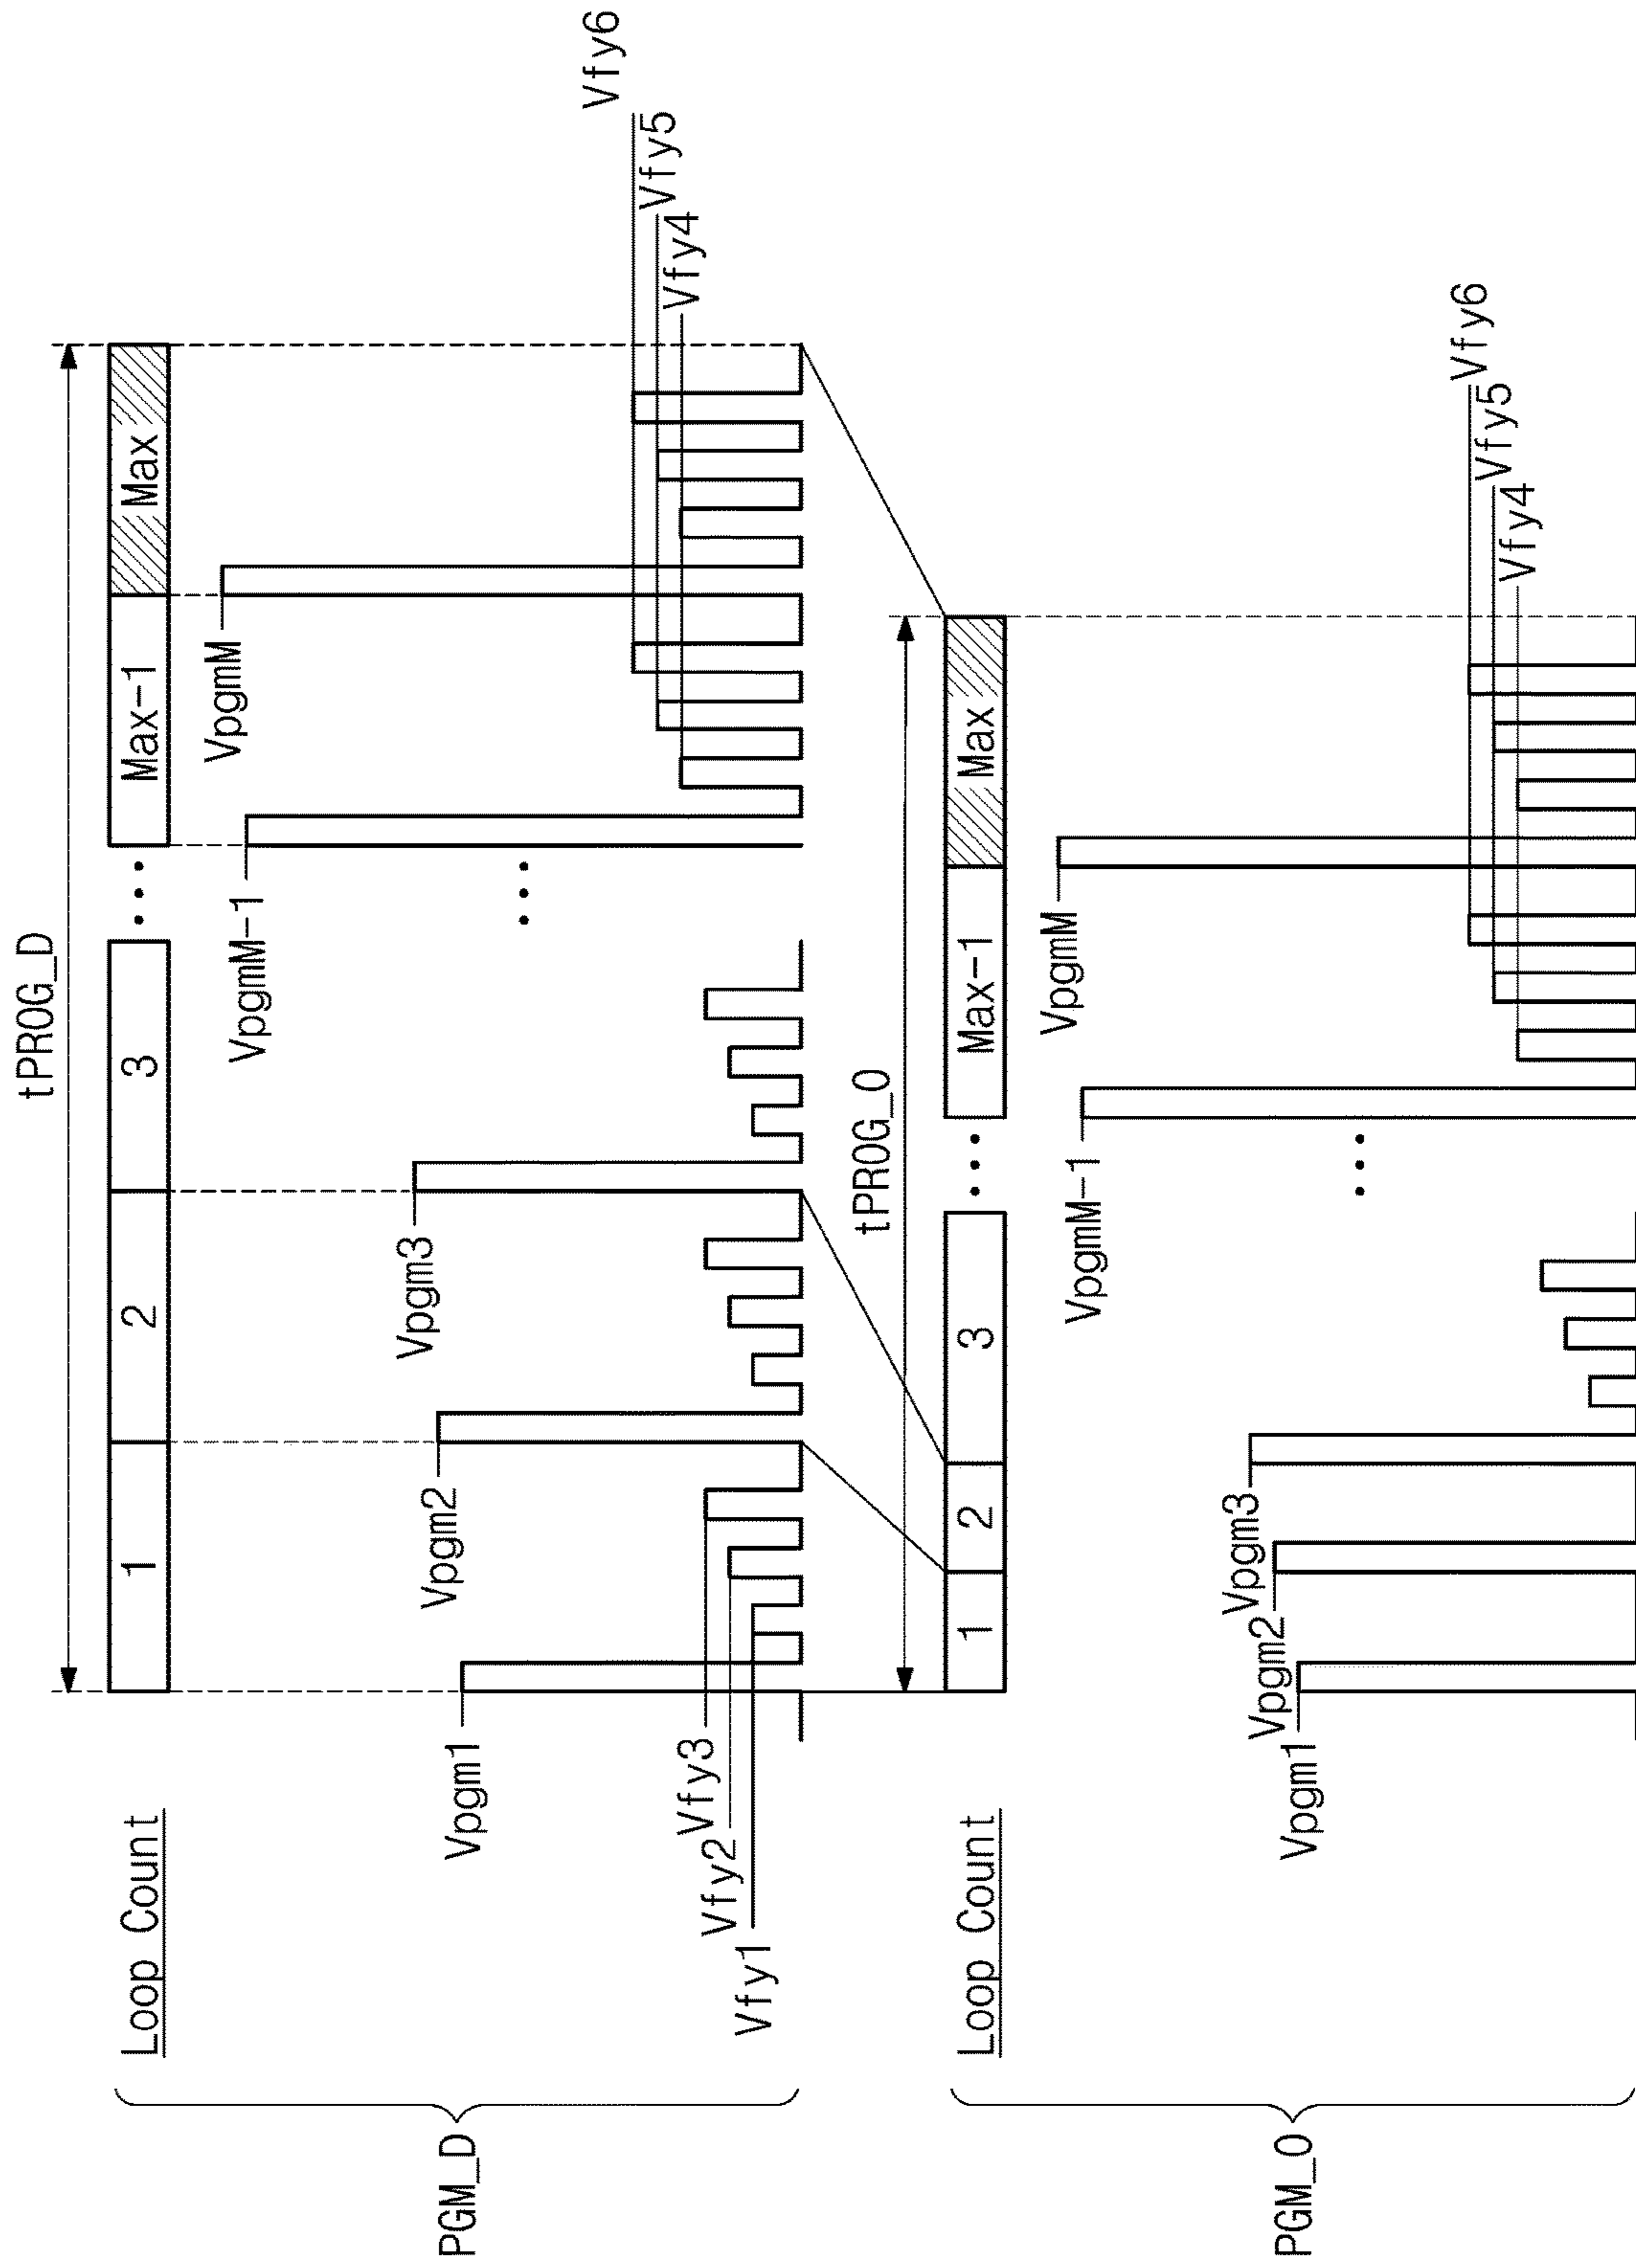 tPROG_D
Loop Count
1
2
3
Max-1
Max
Vpgm1
Vpgm2
Vpgm3
VpgmM-1
VpgmM
Vfy3
Vfy2
Vfy1
Vfy6
Vfy5
Vfy4
PGM_D
tPROG_O
Loop Count
1
2
3
Max-1
Max
Vpgm1
Vpgm2
Vpgm3
VpgmM-1
VpgmM
Vfy6
Vfy5
Vfy4
PGM_O